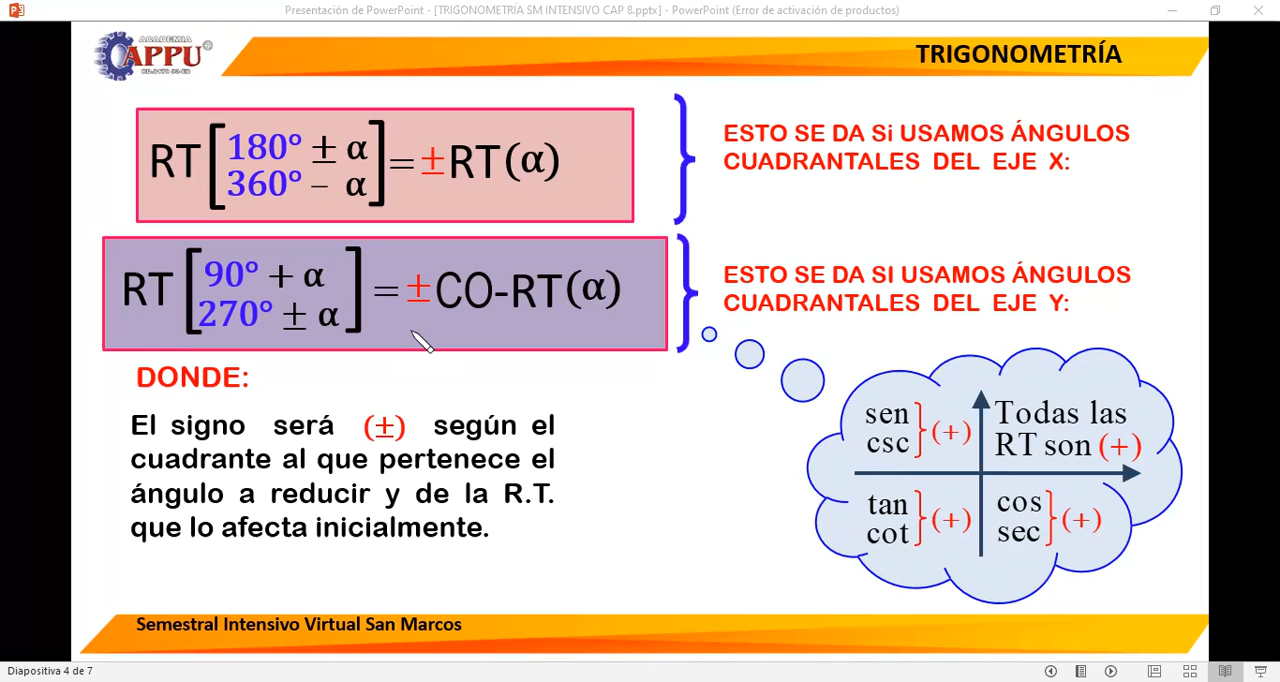 Presentación de PowerPoint - [TRIGONOMETRÍA SM INTENSIVO CAP 8.pptx] - PowerPoint (Error de activación de productos)
ACADEMIA
APPU
TRIGONOMETRÍA
RT [180° ± α
360° − α] = ±RT(α)
ESTO SE DA Si USAMOS ÁNGULOS
CUADRANTALES DEL EJE X:
RT [90° + α
270° ± α] = ±CO-RT(α)
ESTO SE DA SI USAMOS ÁNGULOS
CUADRANTALES DEL EJE Y:
DONDE:
El signo será (±) según el
cuadrante al que pertenece el
ángulo a reducir y de la R.T.
que lo afecta inicialmente.
sen
csc } (+)
Todas las
RT son (+)
tan
cot } (+)
cos
sec } (+)
Semestral Intensivo Virtual San Marcos
Diapositiva 4 de 7